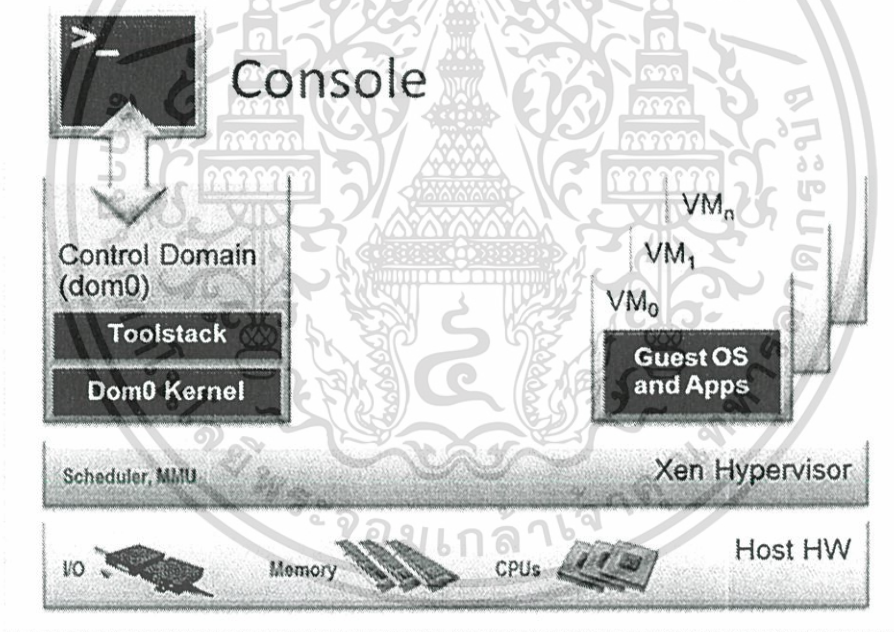 >_
Console
Control Domain
(dom0)
Toolstack
Dom0 Kernel
VMn
VM1
VM0
Guest OS
and Apps
Scheduler, MMU
Xen Hypervisor
I/O
Memory
CPUs
Host HW